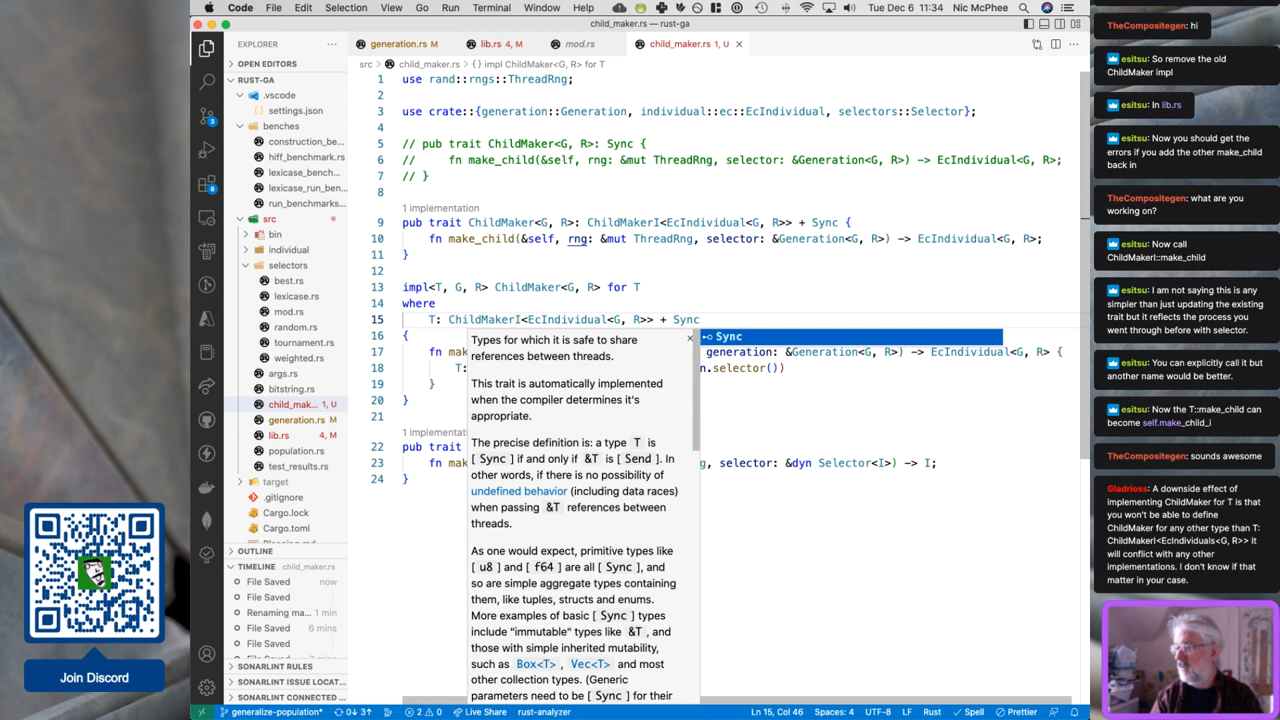 Code File Edit Selection View Go Run Terminal Window Help Tue Dec 6 11:34 Nic McPhee
child_maker.rs — rust-ga
EXPLORER
OPEN EDITORS
RUST-GA
.vscode
settings.json
benches
construction_be...
hiff_benchmark.rs
lexicase_bench...
lexicase_run_ben...
run_benchmarks...
src
bin
individual
selectors
best.rs
lexicase.rs
mod.rs
random.rs
tournament.rs
weighted.rs
args.rs
bitstring.rs
child_mak... 1, U
generation.rs M
lib.rs 4, M
population.rs
test_results.rs
target
.gitignore
Cargo.lock
Cargo.toml
OUTLINE
TIMELINE child_maker.rs
File Saved now
File Saved
Renaming ma... 1 min
File Saved 6 mins
File Saved
SONARLINT RULES
SONARLINT ISSUE LOCAT...
SONARLINT CONNECTED ...
generation.rs M lib.rs 4, M mod.rs child_maker.rs 1, U
src > child_maker.rs > {} impl ChildMaker<G, R> for T
1 use rand::rngs::ThreadRng;
2
3 use crate::{generation::Generation, individual::ec::EcIndividual, selectors::Selector};
4
5 // pub trait ChildMaker<G, R>: Sync {
6 // fn make_child(&self, rng: &mut ThreadRng, selector: &Generation<G, R>) -> EcIndividual<G, R>;
7 // }
8
1 implementation
9 pub trait ChildMaker<G, R>: ChildMakerI<EcIndividual<G, R>> + Sync {
10 fn make_child(&self, rng: &mut ThreadRng, selector: &Generation<G, R>) -> EcIndividual<G, R>;
11 }
12
13 impl<T, G, R> ChildMaker<G, R> for T
14 where
15 T: ChildMakerI<EcIndividual<G, R>> + Sync
16 {
17 fn mak generation: &Generation<G, R>) -> EcIndividual<G, R> {
18 T: n.selector())
19 }
20 }
21
1 implementa
22 pub trait
23 fn mak g, selector: &dyn Selector<I>) -> I;
24 }
Sync
Types for which it is safe to share
references between threads.
This trait is automatically implemented
when the compiler determines it's
appropriate.
The precise definition is: a type T is
[ Sync ] if and only if &T is [ Send ]. In
other words, if there is no possibility of
undefined behavior (including data races)
when passing &T references between
threads.
As one would expect, primitive types like
[ u8 ] and [ f64 ] are all [ Sync ], and
so are simple aggregate types containing
them, like tuples, structs and enums.
More examples of basic [ Sync ] types
include "immutable" types like &T , and
those with simple inherited mutability,
such as Box<T> , Vec<T> and most
other collection types. (Generic
parameters need to be [ Sync ] for their
generalize-population* 0↓ 3↑ 2 0 Live Share rust-analyzer Ln 15, Col 46 Spaces: 4 UTF-8 LF Rust Spell Prettier
Join Discord
TheCompositegen: hi
esitsu: So remove the old
ChildMaker impl
esitsu: In lib.rs
esitsu: Now you should get the
errors if you add the other make_child
back in
TheCompositegen: what are you
working on?
esitsu: Now call
ChildMakerI::make_child
esitsu: I am not saying this is any
simpler than just updating the existing
trait but it reflects the process you
went through before with selector.
esitsu: You can explicitly call it but
another name would be better.
esitsu: Now the T::make_child can
become self.make_child_i
TheCompositegen: sounds awesome
Gladrioss: A downside effect of
implementing ChildMaker for T is that
you won't be able to define
ChildMaker for any other type than T:
ChildMakerI<EcIndividuals<G, R>> it
will conflict with any other
implementations. I don't know if that
matter in your case.